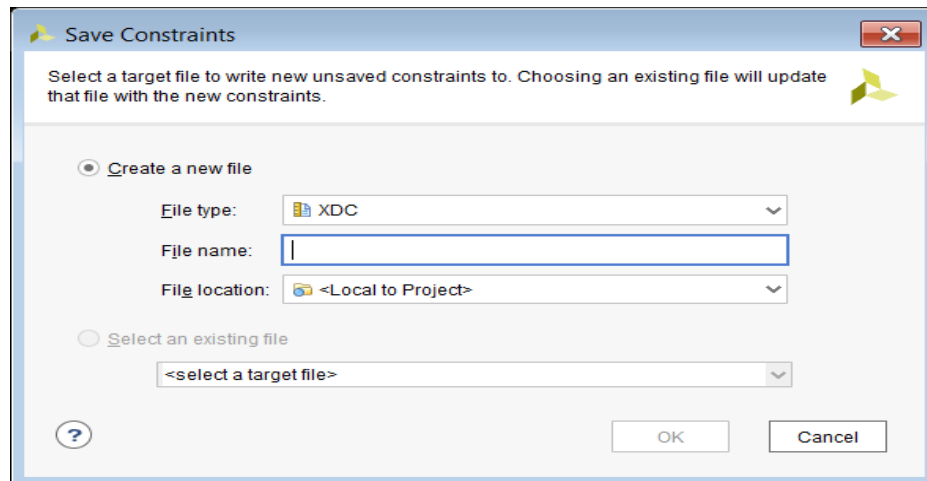 Save Constraints
Select a target file to write new unsaved constraints to. Choosing an existing file will update
that file with the new constraints.
Create a new file
File type: XDC
File name:
File location: <Local to Project>
Select an existing file
<select a target file>
? OK Cancel